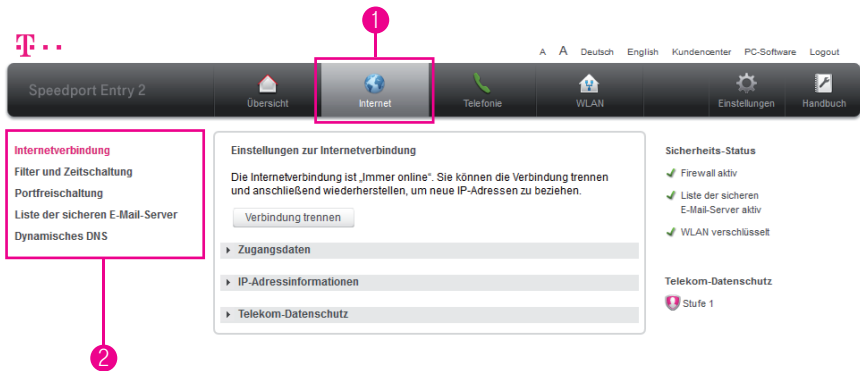 1
T
A A Deutsch English Kundencenter PC-Software Logout
Speedport Entry 2
Übersicht
Internet
Telefonie
WLAN
Einstellungen
Handbuch
Internetverbindung
Filter und Zeitschaltung
Portfreischaltung
Liste der sicheren E-Mail-Server
Dynamisches DNS
2
Einstellungen zur Internetverbindung
Die Internetverbindung ist „Immer online“. Sie können die Verbindung trennen
und anschließend wiederherstellen, um neue IP-Adressen zu beziehen.
Verbindung trennen
Zugangsdaten
IP-Adressinformationen
Telekom-Datenschutz
Sicherheits-Status
Firewall aktiv
Liste der sicheren
E-Mail-Server aktiv
WLAN verschlüsselt
Telekom-Datenschutz
Stufe 1